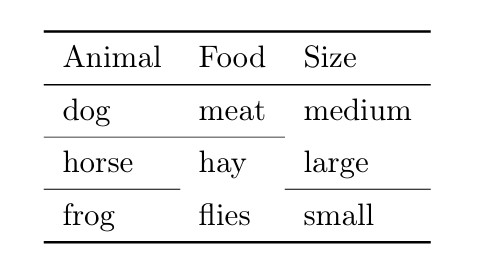 Animal Food Size
dog meat medium
horse hay large
frog flies small